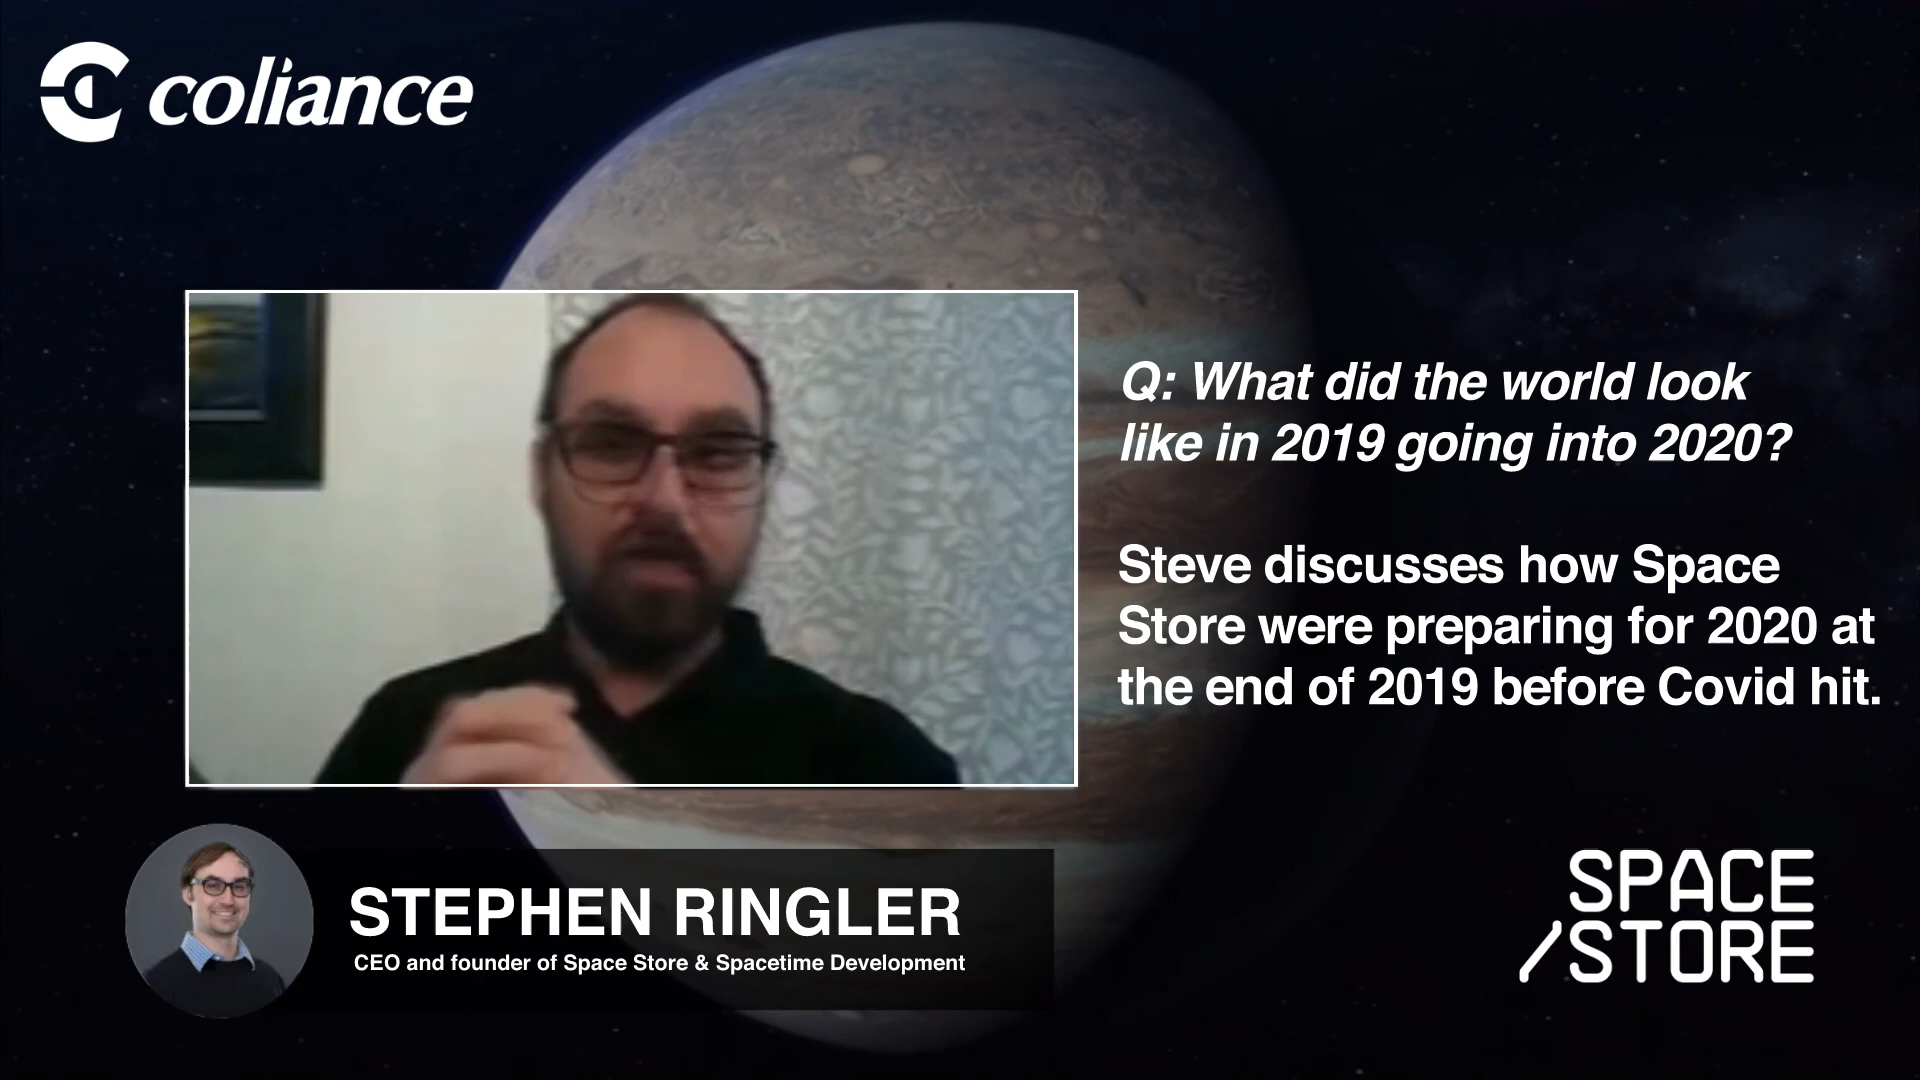 coliance
Q: What did the world look
like in 2019 going into 2020?
Steve discusses how Space
Store were preparing for 2020 at
the end of 2019 before Covid hit.
STEPHEN RINGLER
CEO and founder of Space Store & Spacetime Development
SPACE
/STORE